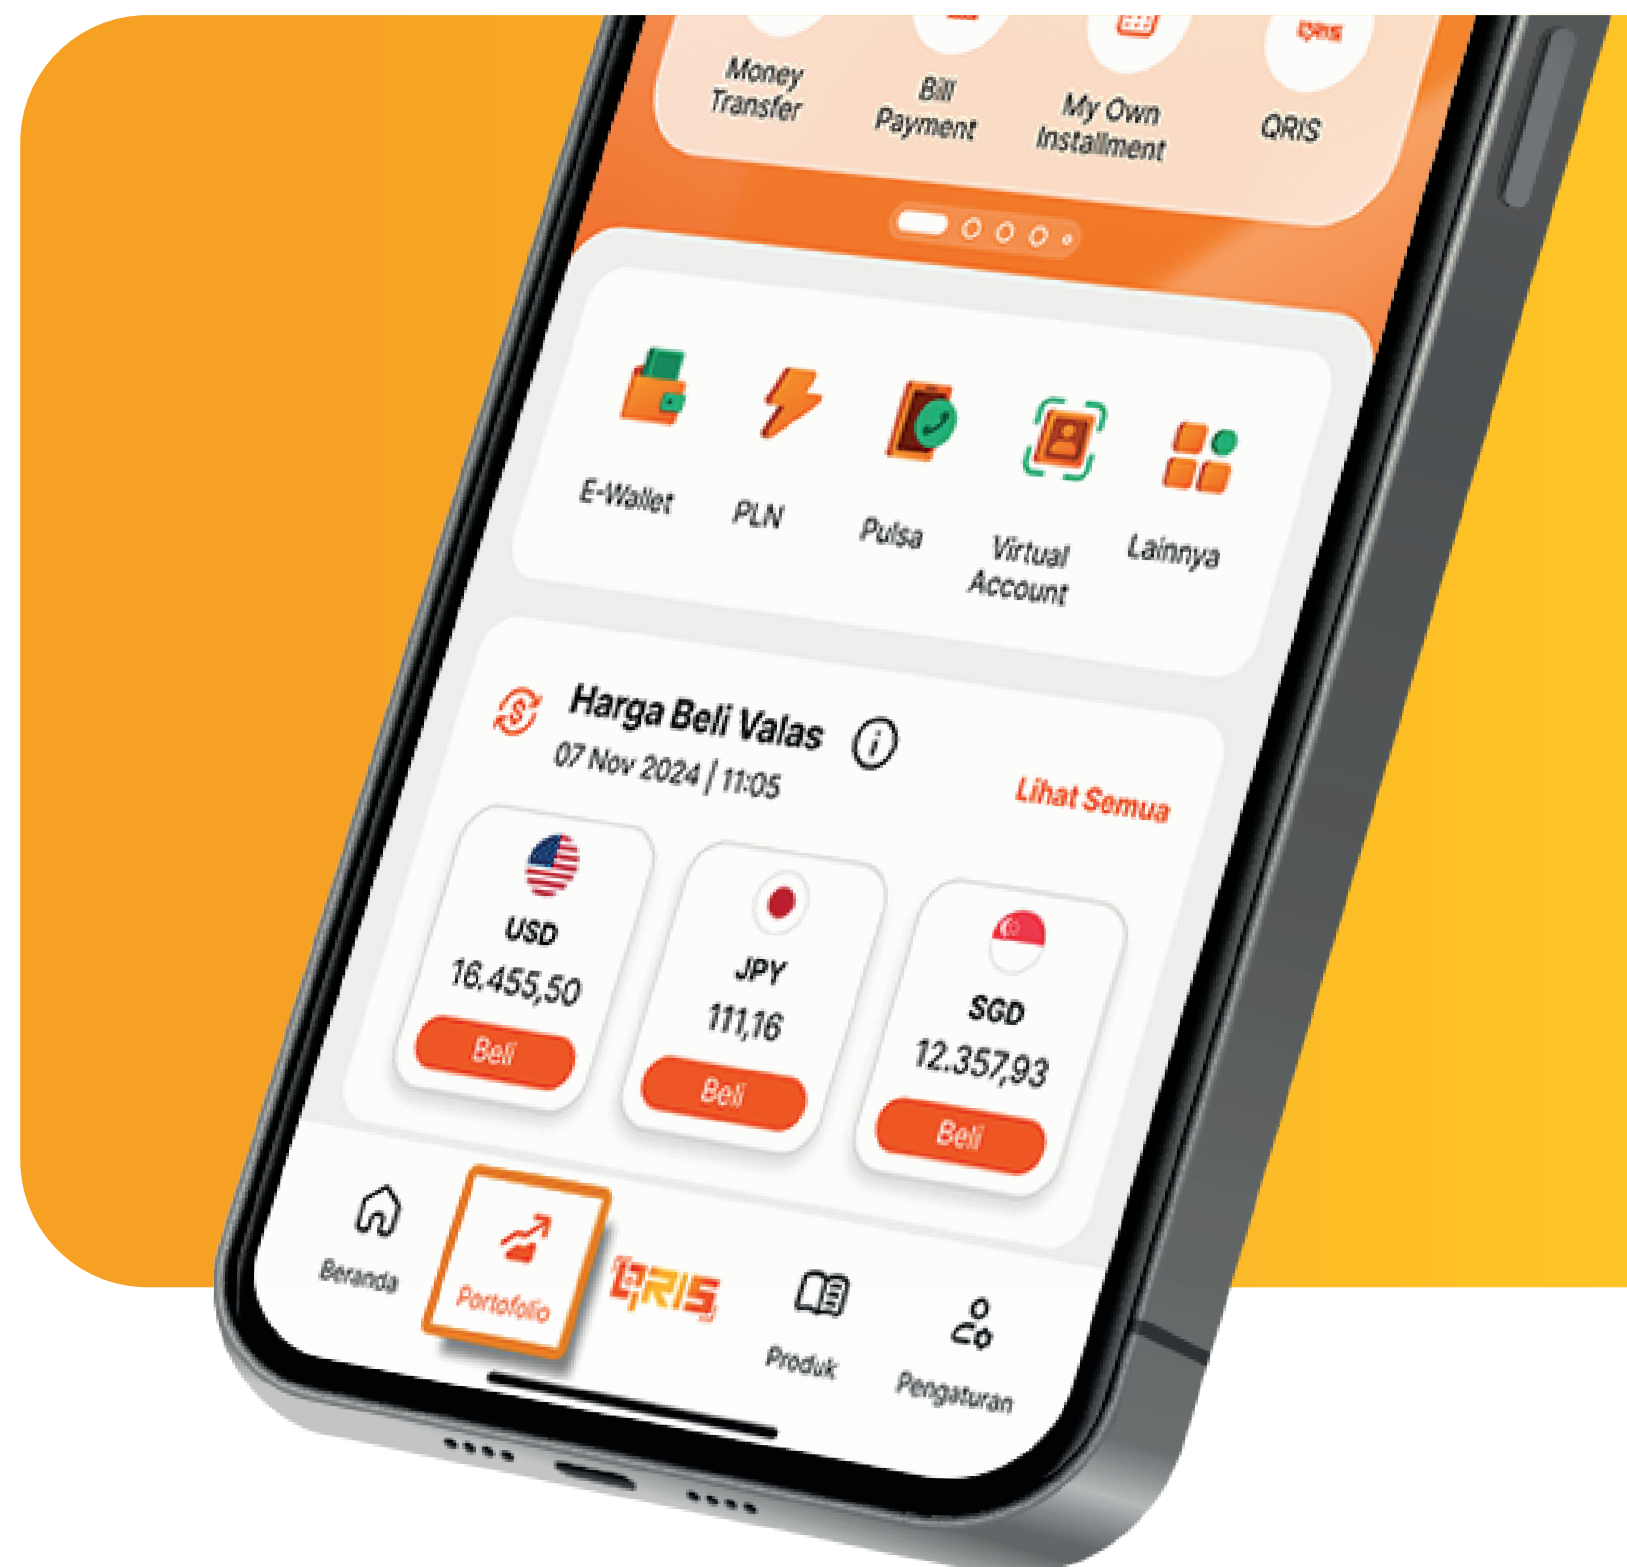 Money
Transfer
Bill
Payment
My Own
Installment
QRIS
QRIS
E-Wallet
PLN
Pulsa
Virtual
Account
Lainnya
Harga Beli Valas
07 Nov 2024 | 11:05
Lihat Semua
USD
16.455,50
Beli
JPY
111,16
Beli
SGD
12.357,93
Beli
Beranda
Portofolio
QRIS
Produk
Pengaturan